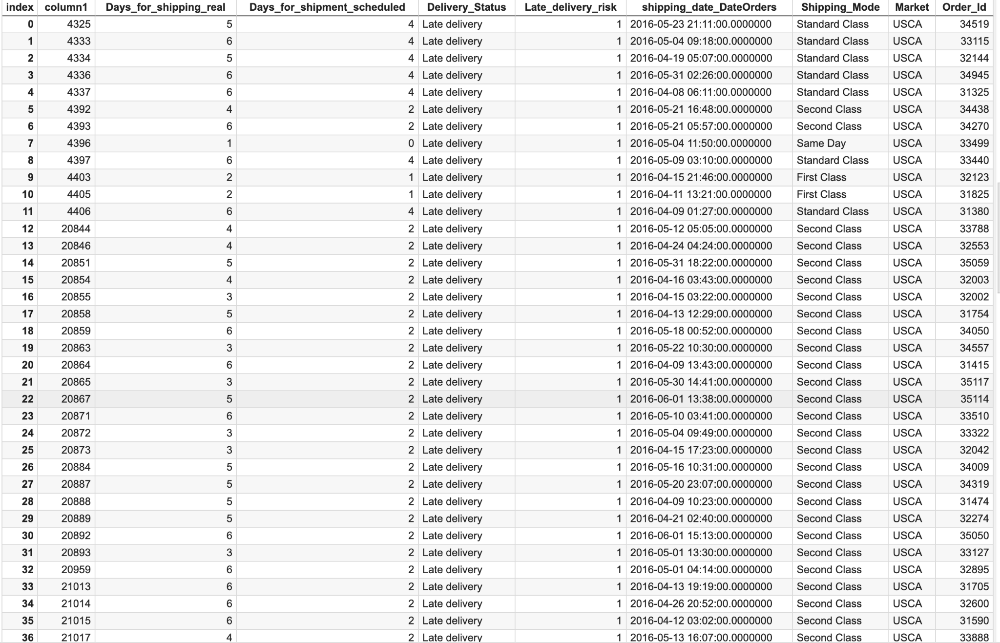 index column1 Days_for_shipping_real Days_for_shipment_scheduled Delivery_Status Late_delivery_risk shipping_date_DateOrders Shipping_Mode Market Order_Id
0 4325 5 4 Late delivery 1 2016-05-23 21:11:00.0000000 Standard Class USCA 34519
1 4333 6 4 Late delivery 1 2016-05-04 09:18:00.0000000 Standard Class USCA 33115
2 4334 5 4 Late delivery 1 2016-04-19 05:07:00.0000000 Standard Class USCA 32144
3 4336 6 4 Late delivery 1 2016-05-31 02:26:00.0000000 Standard Class USCA 34945
4 4337 6 4 Late delivery 1 2016-04-08 06:11:00.0000000 Standard Class USCA 31325
5 4392 4 2 Late delivery 1 2016-05-21 16:48:00.0000000 Second Class USCA 34438
6 4393 6 2 Late delivery 1 2016-05-21 05:57:00.0000000 Second Class USCA 34270
7 4396 1 0 Late delivery 1 2016-05-04 11:50:00.0000000 Same Day USCA 33499
8 4397 6 4 Late delivery 1 2016-05-09 03:10:00.0000000 Standard Class USCA 33440
9 4403 2 1 Late delivery 1 2016-04-15 21:46:00.0000000 First Class USCA 32123
10 4405 2 1 Late delivery 1 2016-04-11 13:21:00.0000000 First Class USCA 31825
11 4406 6 4 Late delivery 1 2016-04-09 01:27:00.0000000 Standard Class USCA 31380
12 20844 4 2 Late delivery 1 2016-05-12 05:05:00.0000000 Second Class USCA 33788
13 20846 4 2 Late delivery 1 2016-04-24 04:24:00.0000000 Second Class USCA 32553
14 20851 5 2 Late delivery 1 2016-05-31 18:22:00.0000000 Second Class USCA 35059
15 20854 4 2 Late delivery 1 2016-04-16 03:43:00.0000000 Second Class USCA 32003
16 20855 3 2 Late delivery 1 2016-04-15 03:22:00.0000000 Second Class USCA 32002
17 20858 5 2 Late delivery 1 2016-04-13 12:29:00.0000000 Second Class USCA 31754
18 20859 6 2 Late delivery 1 2016-05-18 00:52:00.0000000 Second Class USCA 34050
19 20863 3 2 Late delivery 1 2016-05-22 10:30:00.0000000 Second Class USCA 34557
20 20864 6 2 Late delivery 1 2016-04-09 13:43:00.0000000 Second Class USCA 31415
21 20865 3 2 Late delivery 1 2016-05-30 14:41:00.0000000 Second Class USCA 35117
22 20867 5 2 Late delivery 1 2016-06-01 13:38:00.0000000 Second Class USCA 35114
23 20871 6 2 Late delivery 1 2016-05-10 03:41:00.0000000 Second Class USCA 33510
24 20872 3 2 Late delivery 1 2016-05-04 09:49:00.0000000 Second Class USCA 33322
25 20873 3 2 Late delivery 1 2016-04-15 17:23:00.0000000 Second Class USCA 32042
26 20884 5 2 Late delivery 1 2016-05-16 10:31:00.0000000 Second Class USCA 34009
27 20887 5 2 Late delivery 1 2016-05-20 23:07:00.0000000 Second Class USCA 34319
28 20888 5 2 Late delivery 1 2016-04-09 10:23:00.0000000 Second Class USCA 31474
29 20889 5 2 Late delivery 1 2016-04-21 02:40:00.0000000 Second Class USCA 32274
30 20892 6 2 Late delivery 1 2016-06-01 15:13:00.0000000 Second Class USCA 35050
31 20893 3 2 Late delivery 1 2016-05-01 13:30:00.0000000 Second Class USCA 33127
32 20959 6 2 Late delivery 1 2016-05-01 04:14:00.0000000 Second Class USCA 32895
33 21013 6 2 Late delivery 1 2016-04-13 19:19:00.0000000 Second Class USCA 31705
34 21014 6 2 Late delivery 1 2016-04-26 20:52:00.0000000 Second Class USCA 32600
35 21015 6 2 Late delivery 1 2016-04-12 03:02:00.0000000 Second Class USCA 31590
36 21017 4 2 Late delivery 1 2016-05-13 16:07:00.0000000 Second Class USCA 33888